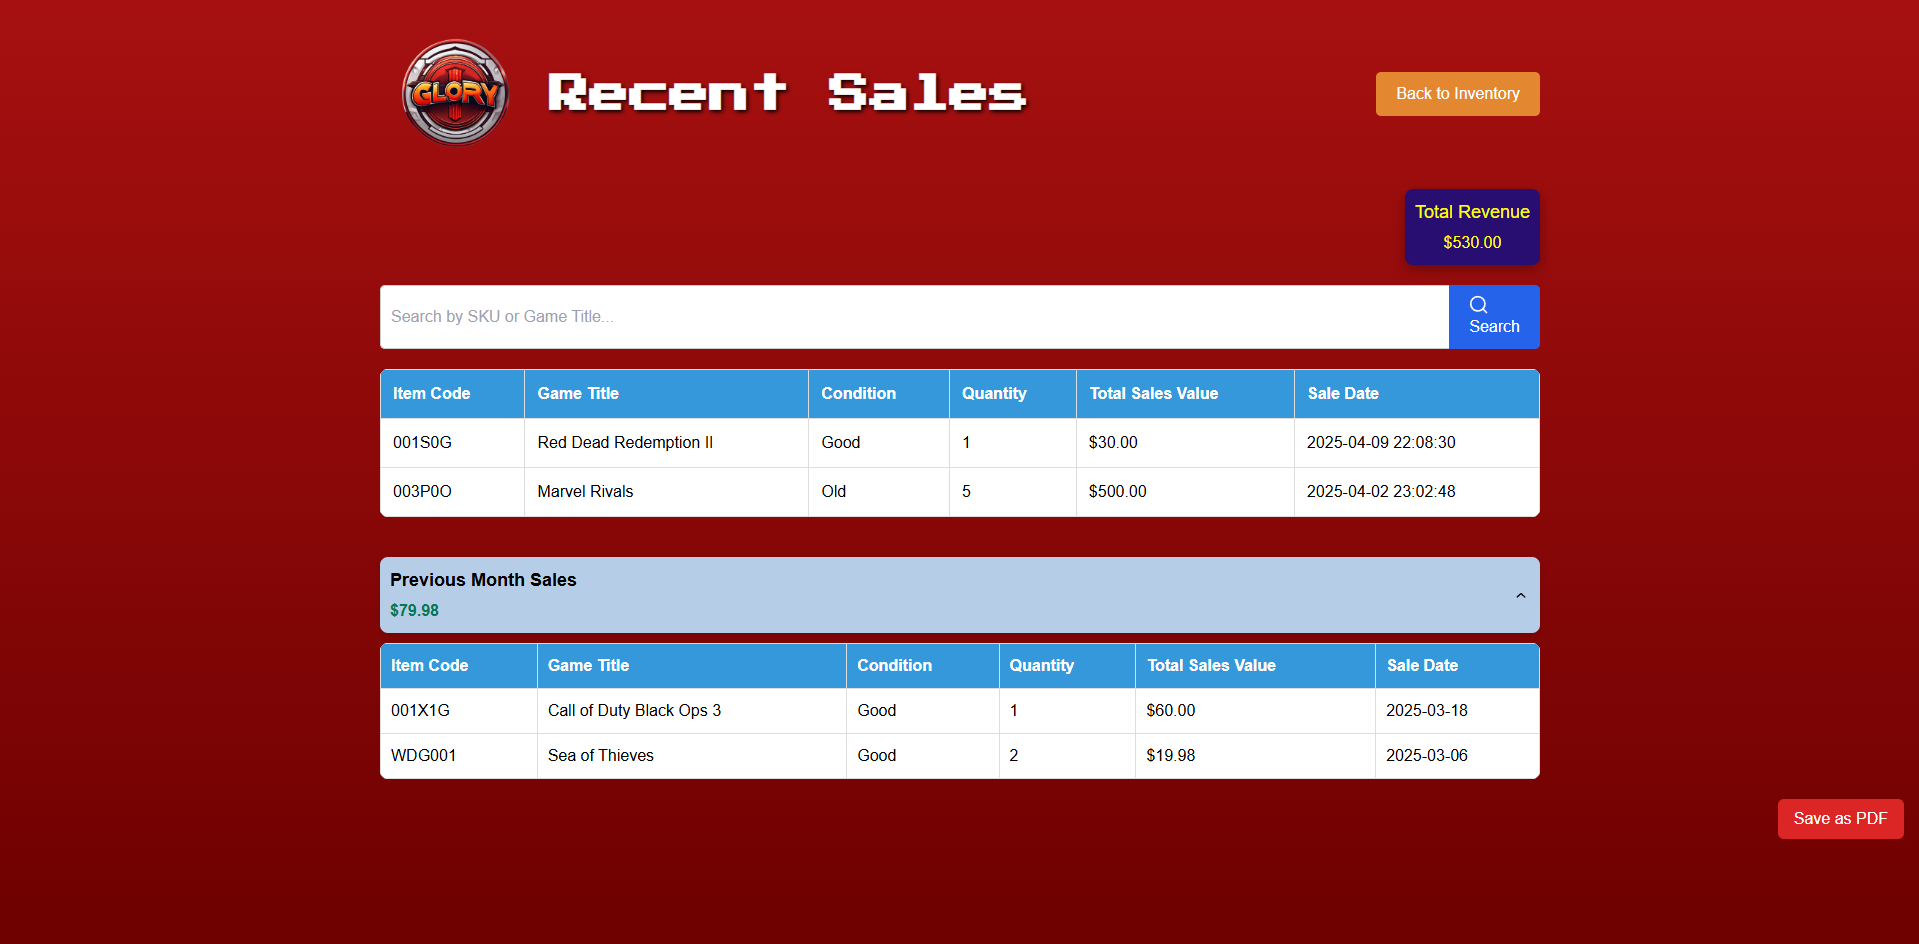 GLORY
Recent Sales
Back to Inventory
Total Revenue
$530.00
Search by SKU or Game Title...
Search
Item Code Game Title Condition Quantity Total Sales Value Sale Date
001S0G Red Dead Redemption II Good 1 $30.00 2025-04-09 22:08:30
003P0O Marvel Rivals Old 5 $500.00 2025-04-02 23:02:48
Previous Month Sales
$79.98
Item Code Game Title Condition Quantity Total Sales Value Sale Date
001X1G Call of Duty Black Ops 3 Good 1 $60.00 2025-03-18
WDG001 Sea of Thieves Good 2 $19.98 2025-03-06
Save as PDF